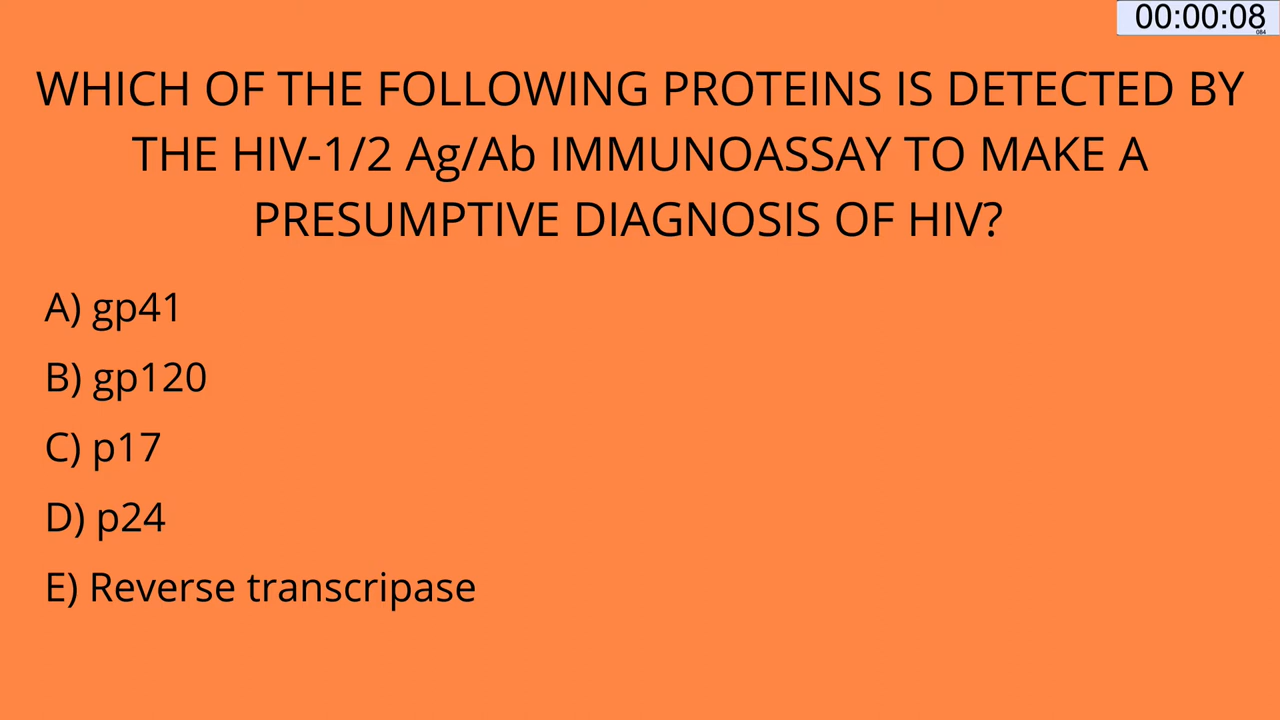 00:00:08
084
WHICH OF THE FOLLOWING PROTEINS IS DETECTED BY
THE HIV-1/2 Ag/Ab IMMUNOASSAY TO MAKE A
PRESUMPTIVE DIAGNOSIS OF HIV?
A) gp41
B) gp120
C) p17
D) p24
E) Reverse transcripase